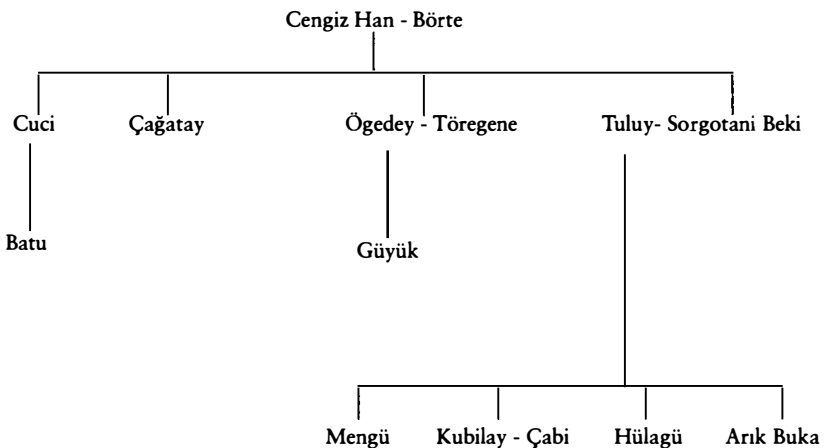 Cengiz Han - Börte
Cuci Çağatay Ögedey - Töregene Tuluy- Sorgotani Beki
Batu Güyük
Mengü Kubilay - Çabi Hülagü Arık Buka